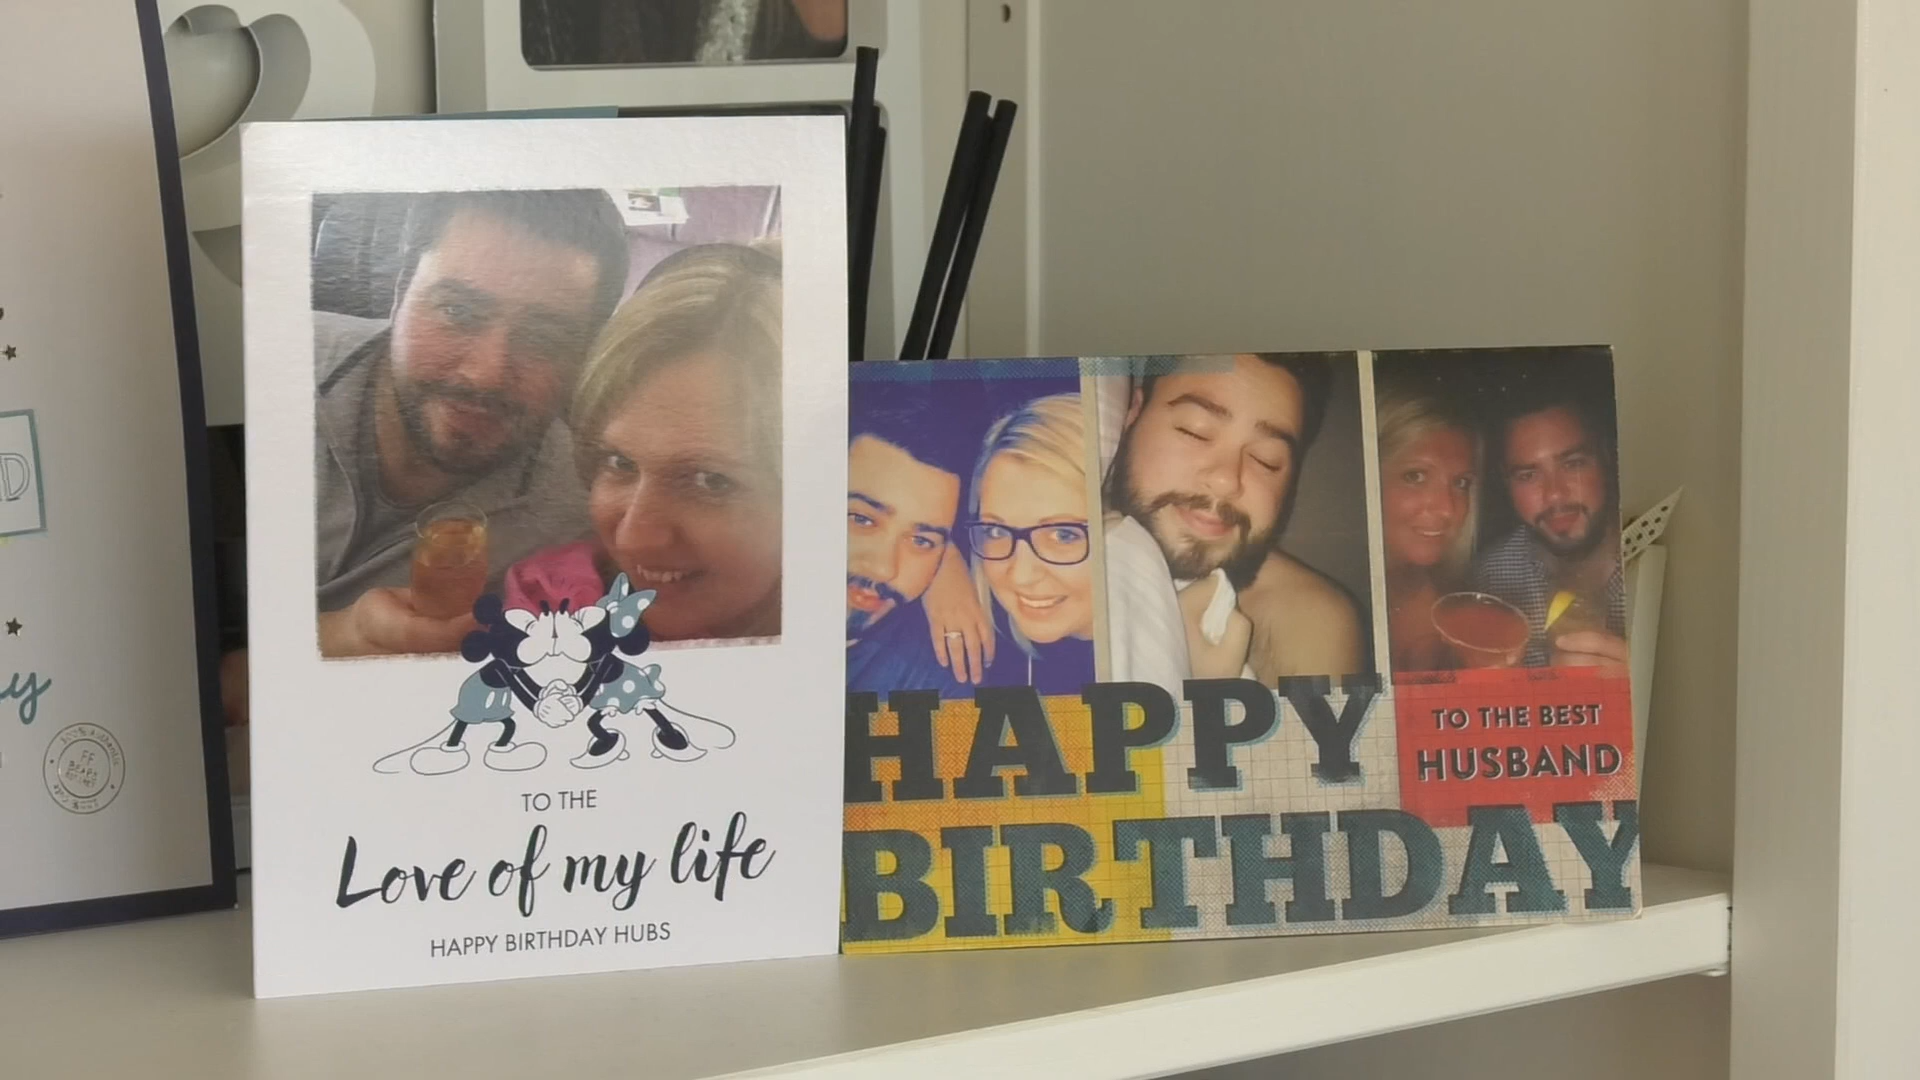 TO THE
Love of my life
HAPPY BIRTHDAY HUBS
TO THE BEST
HUSBAND
HAPPY
BIRTHDAY